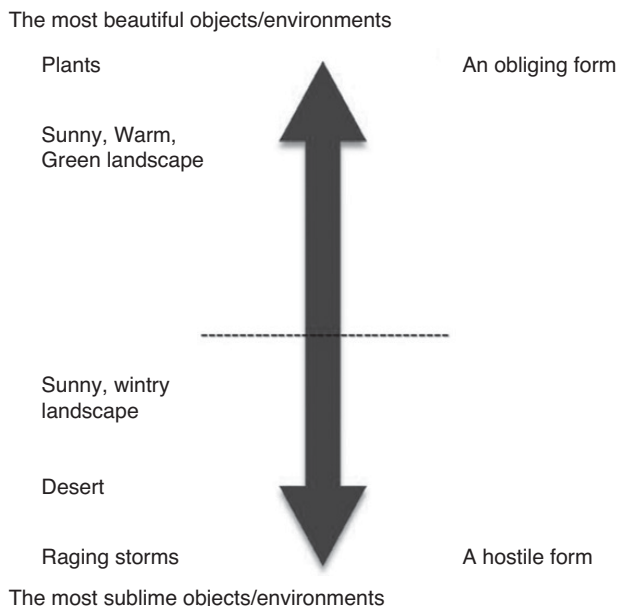 The most beautiful objects/environments
Plants
An obliging form
Sunny, Warm,
Green landscape
Sunny, wintry
landscape
Desert
Raging storms
A hostile form
The most sublime objects/environments